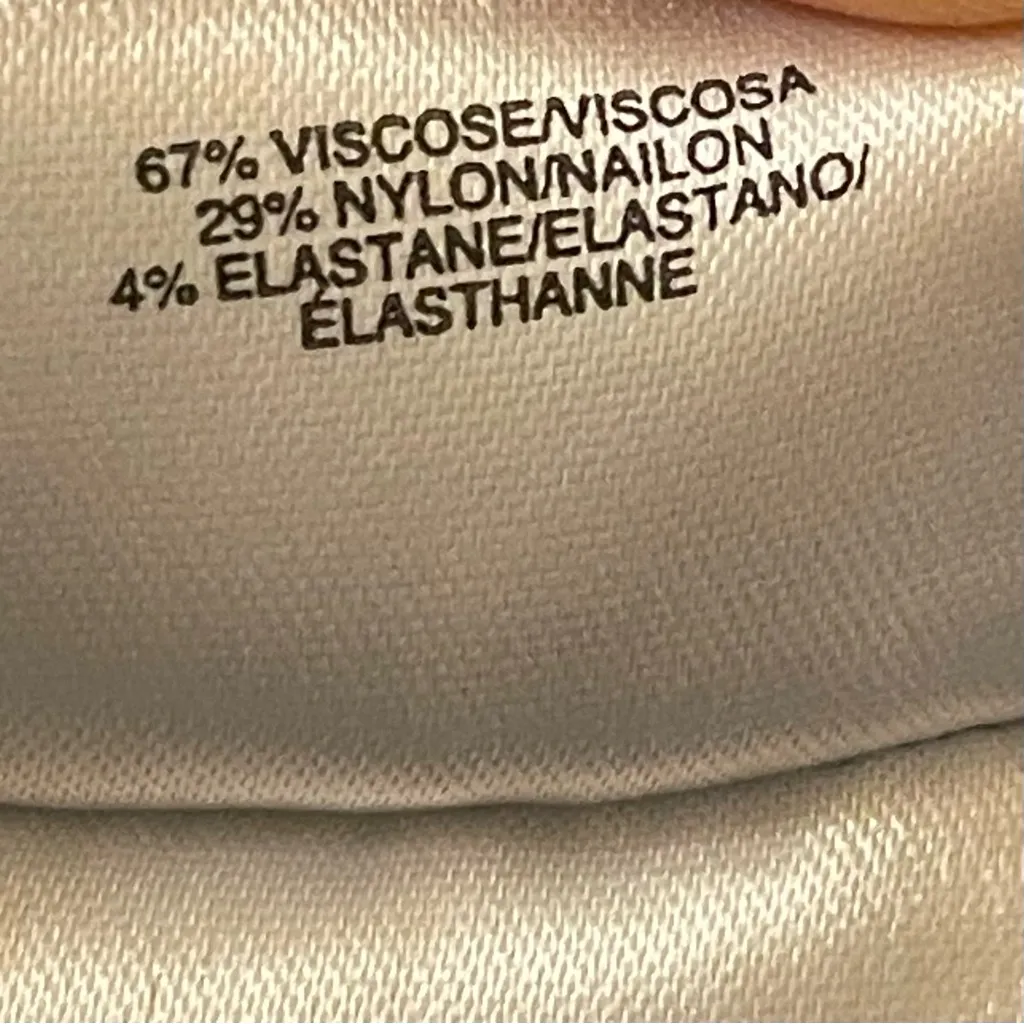 67% VISCOSE/VISCOSA
29% NYLON/NAILON
4% ELASTANE/ELASTANO/
ÉLASTHANNE